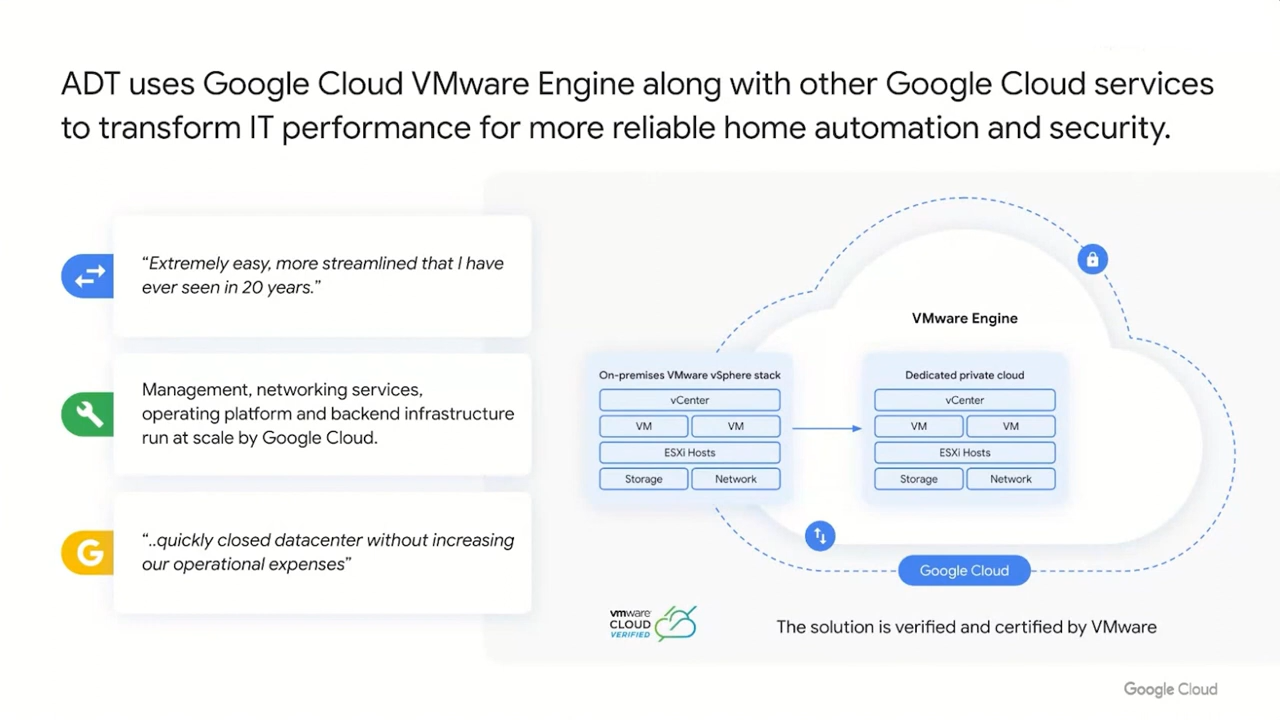 ADT uses Google Cloud VMware Engine along with other Google Cloud services
to transform IT performance for more reliable home automation and security.
“Extremely easy, more streamlined that I have
ever seen in 20 years.”
Management, networking services,
operating platform and backend infrastructure
run at scale by Google Cloud.
G
“..quickly closed datacenter without increasing
our operational expenses”
VMware Engine
On-premises VMware vSphere stack
vCenter
VM VM
ESXi Hosts
Storage Network
Dedicated private cloud
vCenter
VM VM
ESXi Hosts
Storage Network
Google Cloud
vmware
CLOUD
VERIFIED
The solution is verified and certified by VMware
Google Cloud